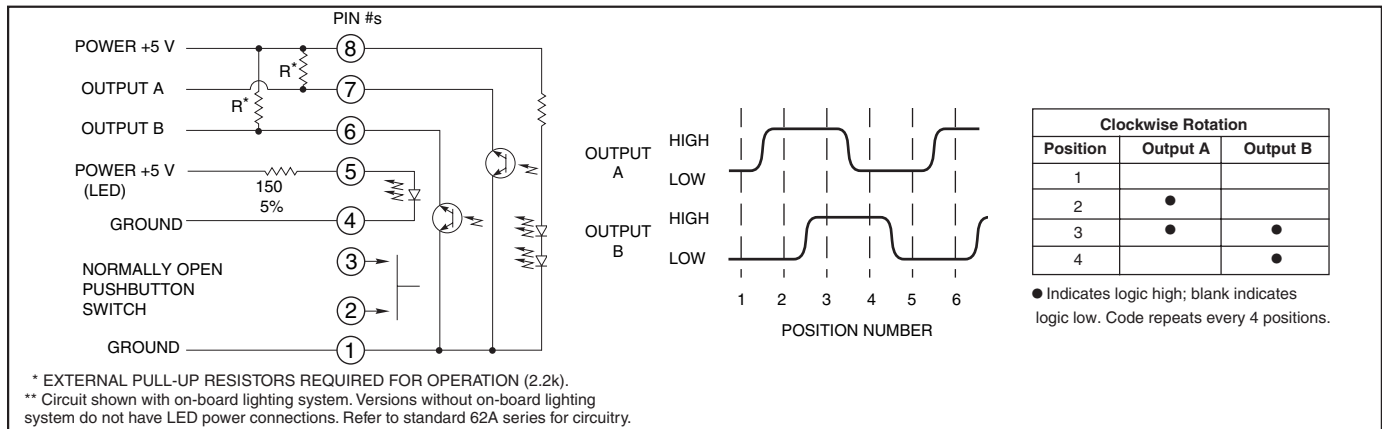 PIN #s
POWER +5 V
8
R*
OUTPUT A
7
R*
OUTPUT B
6
POWER +5 V
(LED)
150
5%
5
GROUND
4
NORMALLY OPEN
PUSHBUTTON
SWITCH
3
2
GROUND
1
* EXTERNAL PULL-UP RESISTORS REQUIRED FOR OPERATION (2.2k).
** Circuit shown with on-board lighting system. Versions without on-board lighting
system do not have LED power connections. Refer to standard 62A series for circuitry.
OUTPUT
A
HIGH
LOW
OUTPUT
B
HIGH
LOW
1 2 3 4 5 6
POSITION NUMBER
Clockwise Rotation
Position Output A Output B
1
2 ●
3 ● ●
4 ●
● Indicates logic high; blank indicates
logic low. Code repeats every 4 positions.